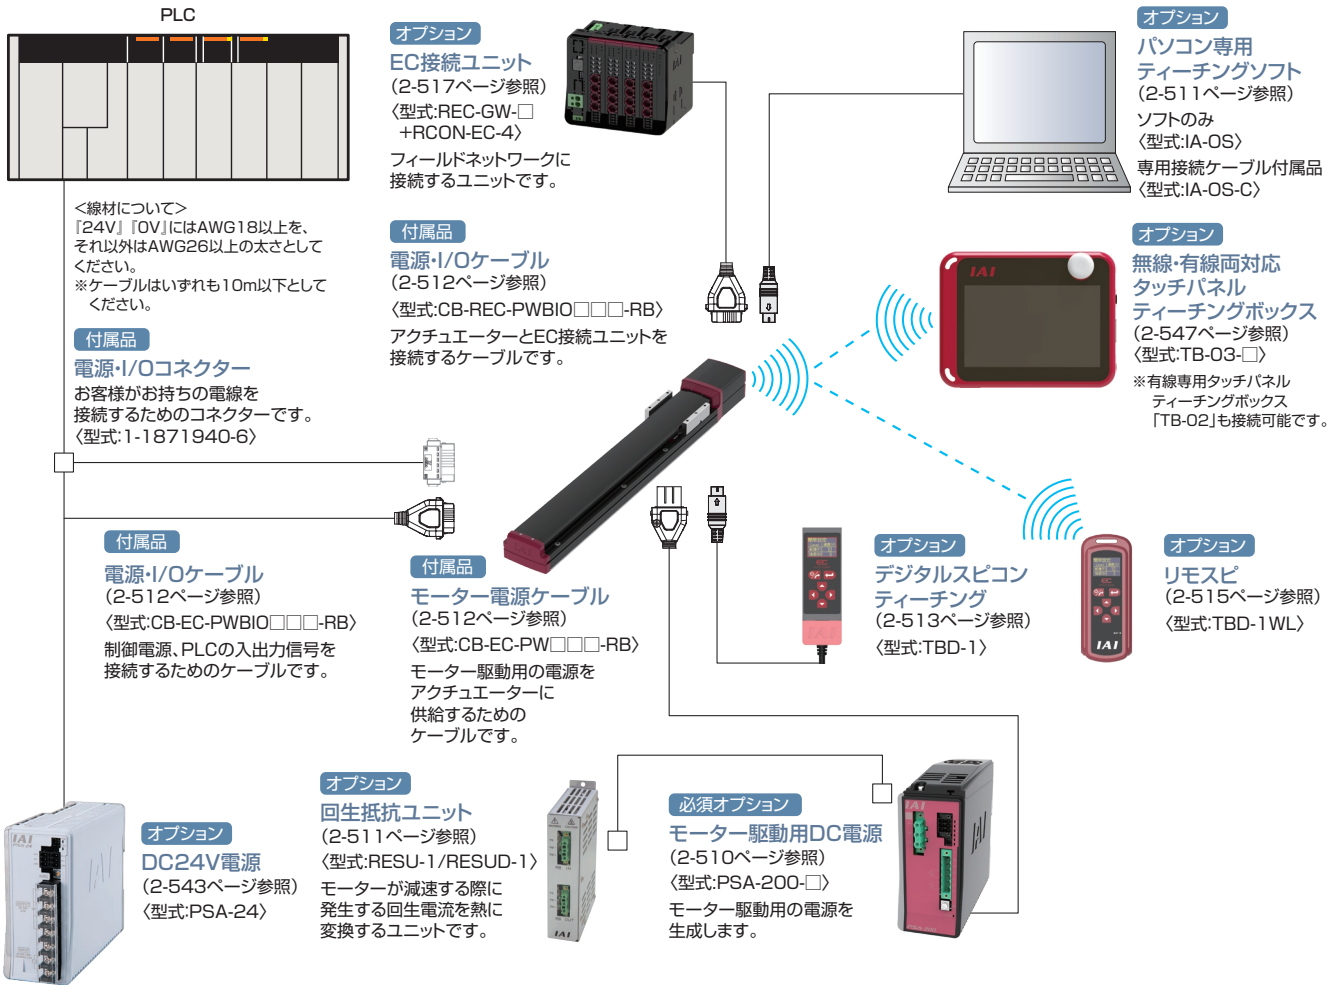 PLC
<線材について>
『24V』『0V』にはAWG18以上を、
それ以外はAWG26以上の太さとして
ください。
※ケーブルはいずれも10m以下として
ください。
付属品
電源・I/Oコネクター
お客様がお持ちの電線を
接続するためのコネクターです。
〈型式:1-1871940-6〉
付属品
電源・I/Oケーブル
(2-512ページ参照)
〈型式:CB-EC-PWBIO□□□-RB〉
制御電源、PLCの入出力信号を
接続するためのケーブルです。
オプション
DC24V電源
(2-543ページ参照)
〈型式:PSA-24〉
IAI
オプション
EC接続ユニット
(2-517ページ参照)
〈型式:REC-GW-□
+RCON-EC-4〉
フィールドネットワークに
接続するユニットです。
付属品
電源・I/Oケーブル
(2-512ページ参照)
〈型式:CB-REC-PWBIO□□□-RB〉
アクチュエーターとEC接続ユニットを
接続するケーブルです。
付属品
モーター電源ケーブル
(2-512ページ参照)
〈型式:CB-EC-PW□□□-RB〉
モーター駆動用の電源を
アクチュエーターに
供給するための
ケーブルです。
オプション
回生抵抗ユニット
(2-511ページ参照)
〈型式:RESU-1/RESUD-1〉
モーターが減速する際に
発生する回生電流を熱に
変換するユニットです。
IAI
必須オプション
モーター駆動用DC電源
(2-510ページ参照)
〈型式:PSA-200-□〉
モーター駆動用の電源を
生成します。
IAI
PSA-200
オプション
パソコン専用
ティーチングソフト
(2-511ページ参照)
ソフトのみ
〈型式:IA-OS〉
専用接続ケーブル付属品
〈型式:IA-OS-C〉
IAI
オプション
無線・有線両対応
タッチパネル
ティーチングボックス
(2-547ページ参照)
〈型式:TB-03-□〉
※有線専用タッチパネル
ティーチングボックス
「TB-02」も接続可能です。
EC
IAI
オプション
デジタルスピコン
ティーチング
(2-513ページ参照)
〈型式:TBD-1〉
EC
IAI
オプション
リモスピ
(2-515ページ参照)
〈型式:TBD-1WL〉